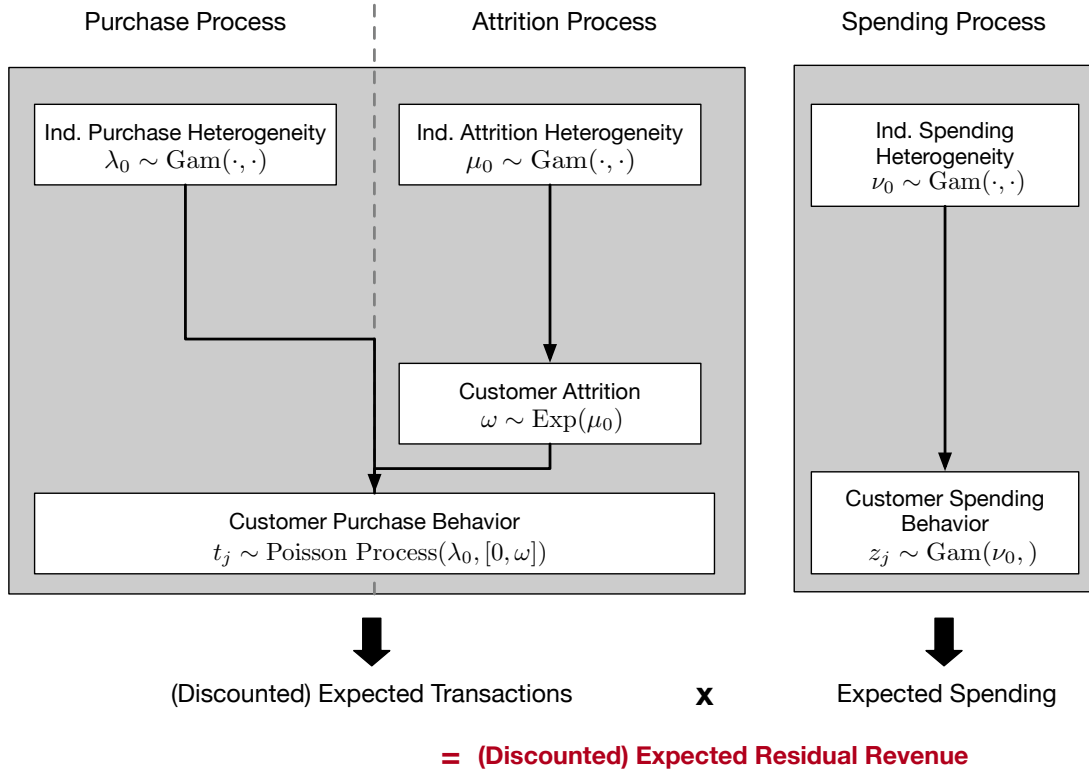 Purchase Process
Attrition Process
Spending Process
Ind. Purchase Heterogeneity
λ₀ ∼ Gam(·, ·)
Ind. Attrition Heterogeneity
μ₀ ∼ Gam(·, ·)
Ind. Spending
Heterogeneity
ν₀ ∼ Gam(·, ·)
Customer Attrition
ω ∼ Exp(μ₀)
Customer Purchase Behavior
tⱼ ∼ Poisson Process(λ₀, [0, ω])
Customer Spending
Behavior
zⱼ ∼ Gam(ν₀, )
(Discounted) Expected Transactions
x
Expected Spending
= (Discounted) Expected Residual Revenue